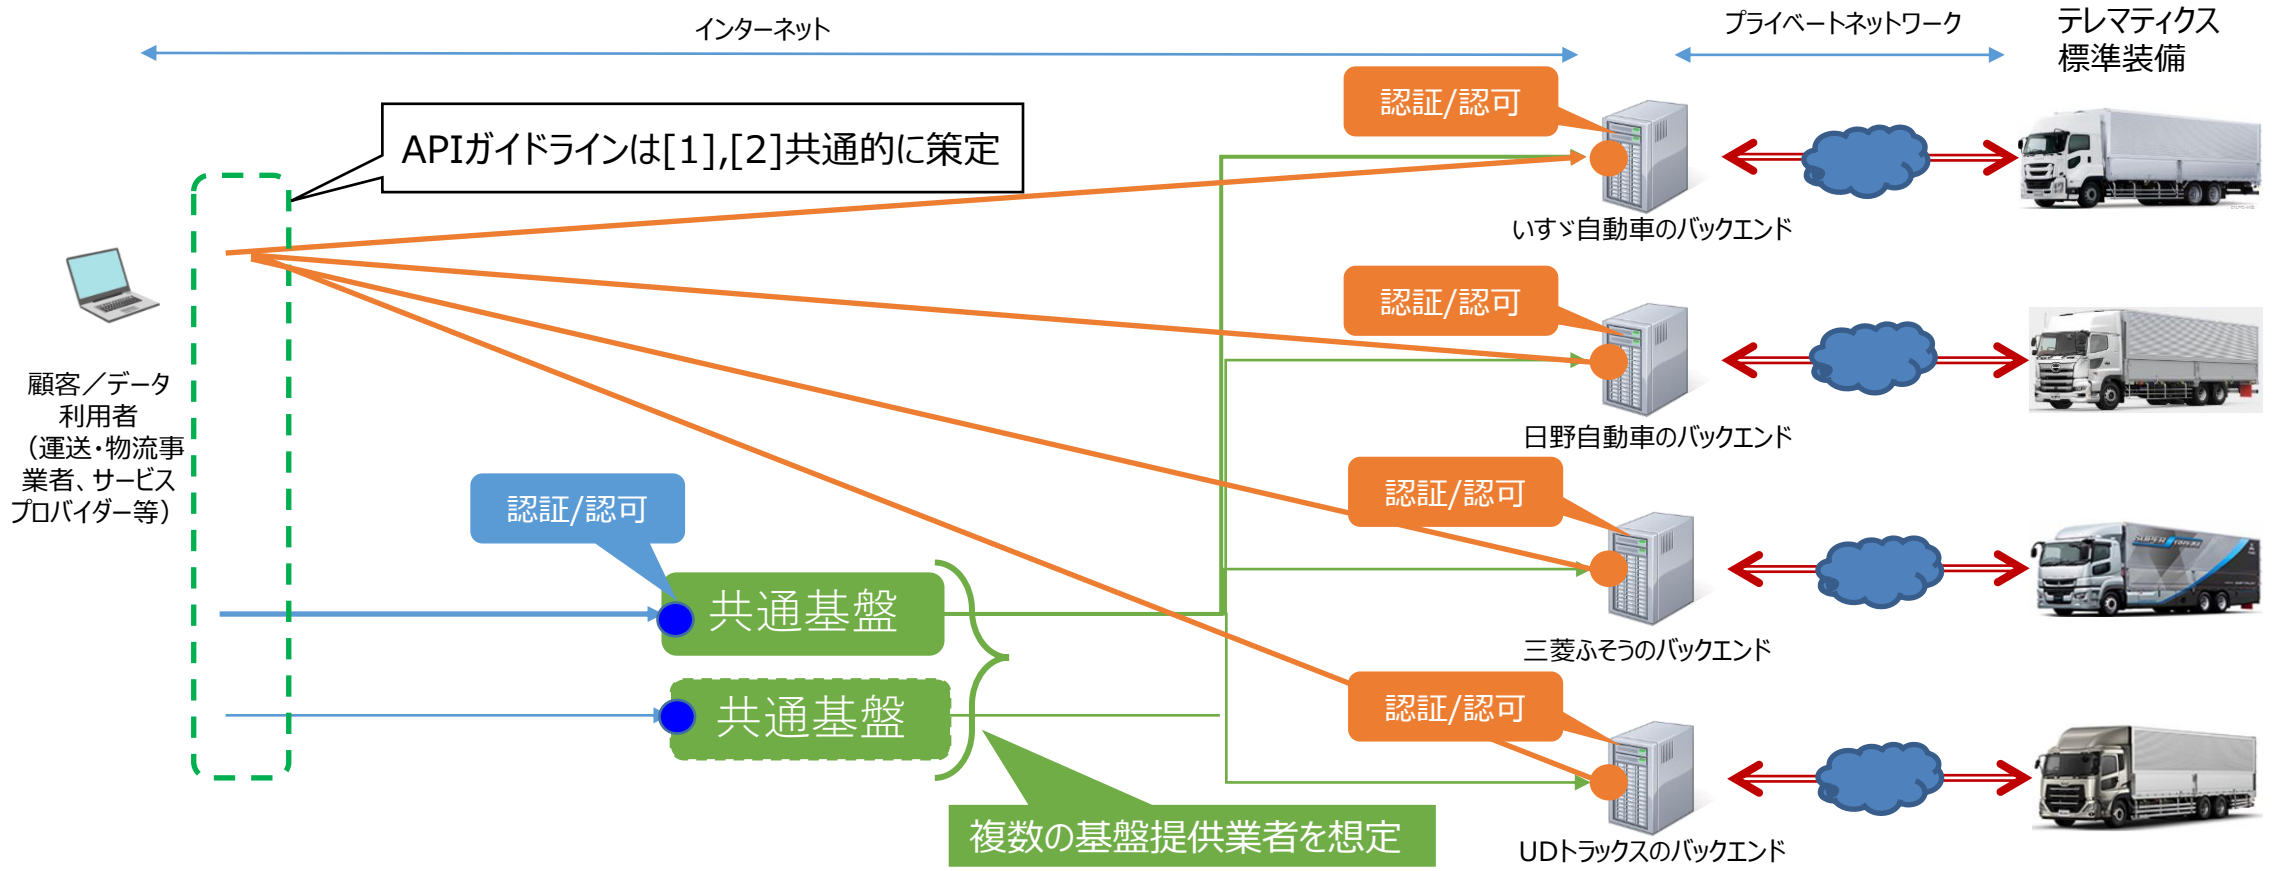 インターネット
プライベートネットワーク
テレマティクス
標準装備
認証/認可
APIガイドラインは[1],[2]共通的に策定
いすゞ自動車のバックエンド
認証/認可
顧客／データ
利用者
（運送・物流事
業者、サービス
プロバイダー等）
日野自動車のバックエンド
認証/認可
認証/認可
SUPER GREAT
共通基盤
三菱ふそうのバックエンド
認証/認可
共通基盤
複数の基盤提供業者を想定
UDトラックスのバックエンド